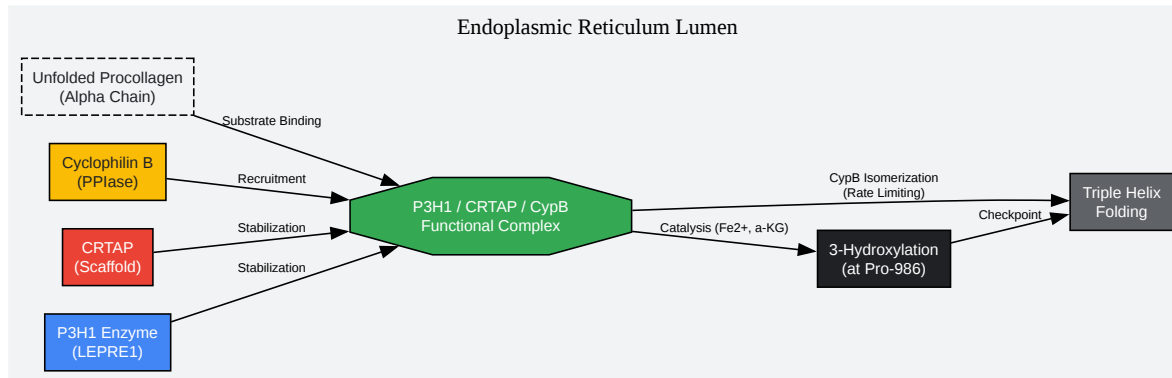 Endoplasmic Reticulum Lumen
Unfolded Procollagen
(Alpha Chain)
Substrate Binding
Cyclophilin B
(PPIase)
Recruitment
CRTAP
(Scaffold)
Stabilization
P3H1 Enzyme
(LEPRE1)
Stabilization
P3H1 / CRTAP / CypB
Functional Complex
CypB Isomerization
(Rate Limiting)
Catalysis (Fe2+, a-KG)
3-Hydroxylation
(at Pro-986)
Checkpoint
Triple Helix
Folding